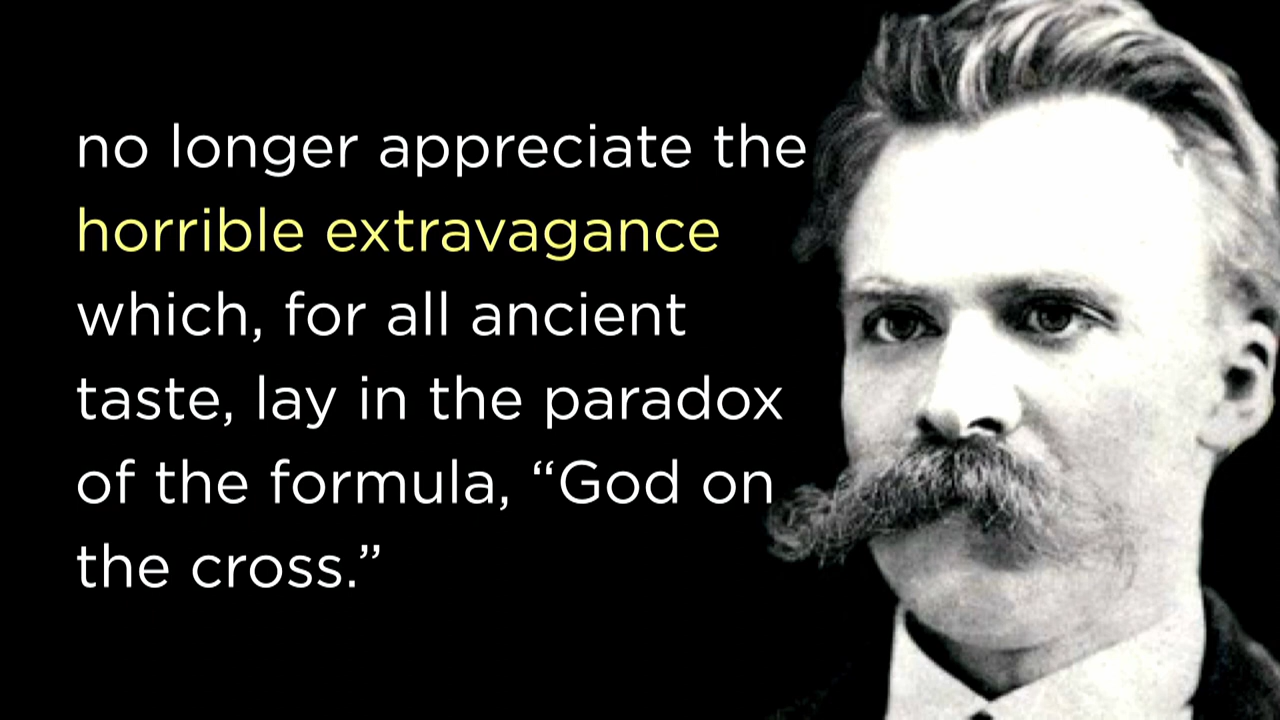 no longer appreciate the
horrible extravagance
which, for all ancient
taste, lay in the paradox
of the formula, “God on
the cross.”